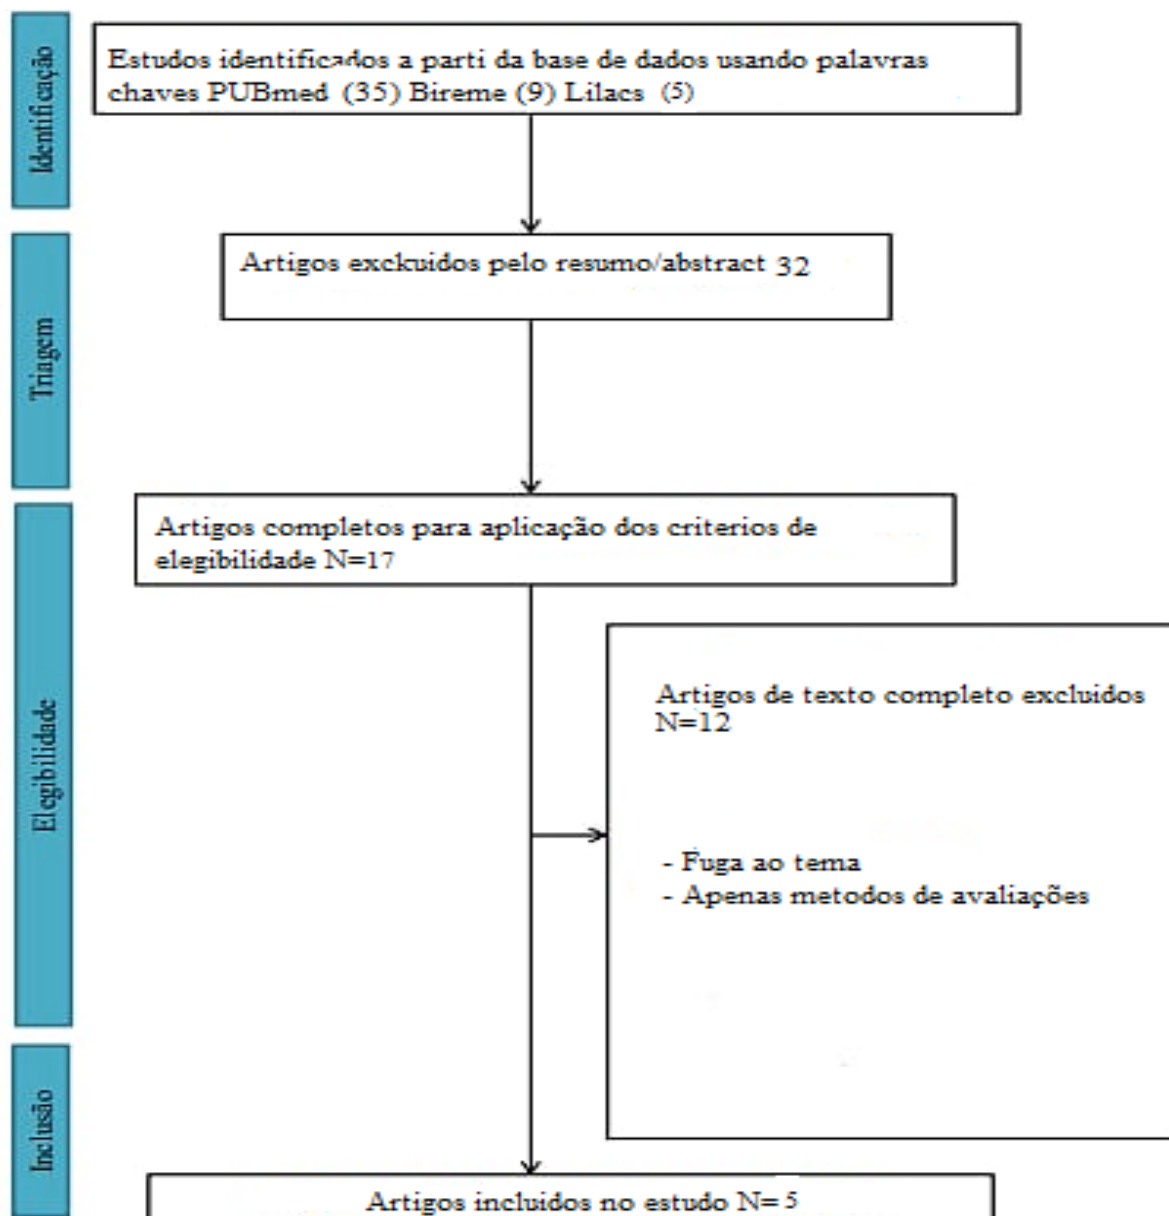 Identificação
Estudos identificados a parti da base de dados usando palavras
chaves PUBmed (35) Bireme (9) Lilacs (5)
Triagem
Artigos exckuidos pelo resumo/abstract 32
Elegibilidade
Artigos completos para aplicação dos criterios de
elegibilidade N=17
Artigos de texto completo excluidos
N=12
- Fuga ao tema
- Apenas metodos de avaliações
Inclusão
Artigos incluidos no estudo N= 5